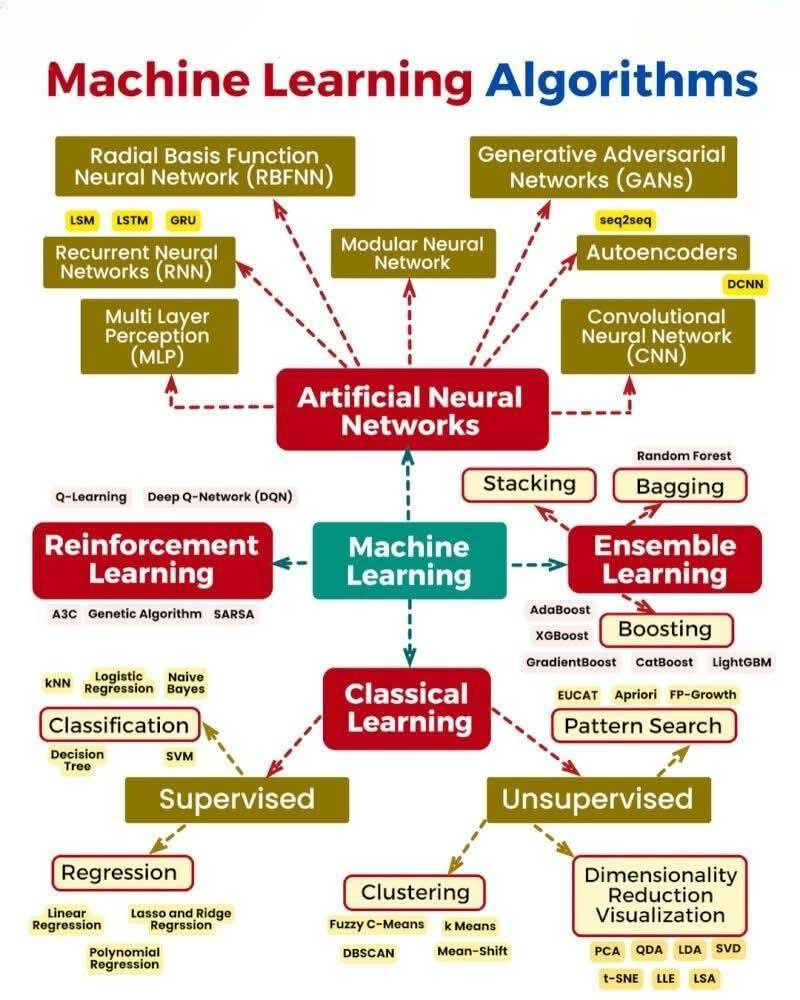 Machine Learning Algorithms
Radial Basis Function
Neural Network (RBFNN)
Generative Adversarial
Networks (GANs)
LSM
LSTM
GRU
seq2seq
Recurrent Neural
Networks (RNN)
Modular Neural
Network
Autoencoders
DCNN
Multi Layer
Perception
(MLP)
Convolutional
Neural Network
(CNN)
Artificial Neural
Networks
Random Forest
Stacking
Bagging
Q-Learning
Deep Q-Network (DQN)
Reinforcement
Learning
Machine
Learning
Ensemble
Learning
A3C
Genetic Algorithm
SARSA
AdaBoost
XGBoost
Boosting
GradientBoost
CatBoost
LightGBM
Classical
Learning
kNN
Logistic
Regression
Naive
Bayes
Classification
Decision
Tree
SVM
EUCAT
Apriori
FP-Growth
Pattern Search
Supervised
Unsupervised
Regression
Linear
Regression
Lasso and Ridge
Regrssion
Polynomial
Regression
Clustering
Fuzzy C-Means
k Means
DBSCAN
Mean-Shift
Dimensionality
Reduction
Visualization
PCA
QDA
LDA
SVD
t-SNE
LLE
LSA